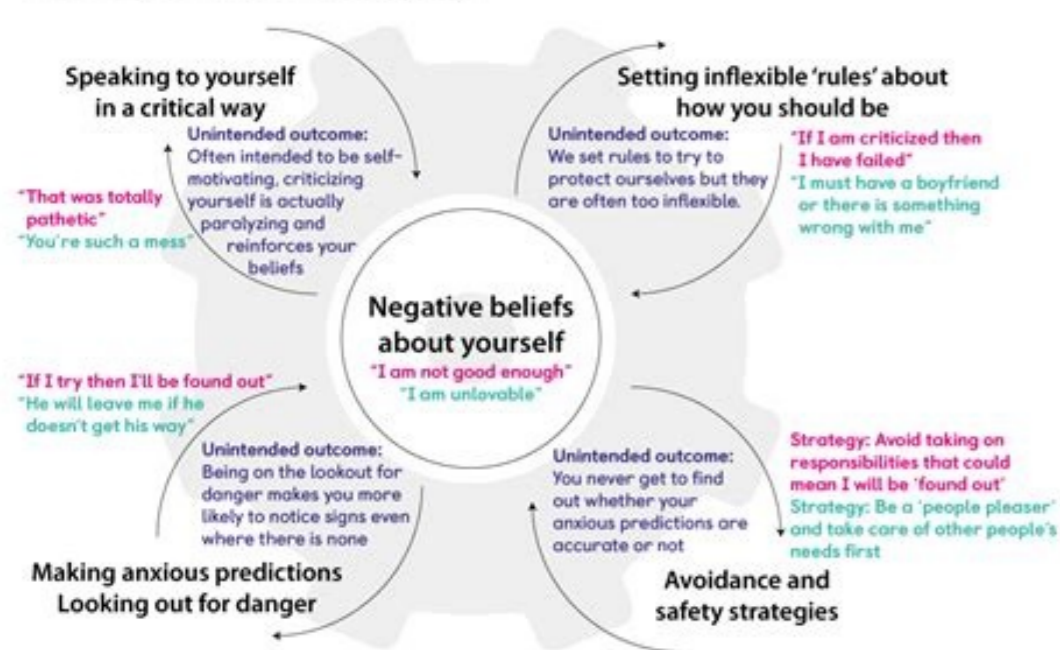 Speaking to yourself
in a critical way
Unintended outcome:
Often intended to be self-
motivating, criticizing
yourself is actually
paralyzing and
reinforces your
beliefs
"That was totally
pathetic"
"You're such a mess"
Setting inflexible 'rules' about
how you should be
Unintended outcome:
We set rules to try to
protect ourselves but they
are often too inflexible.
"If I am criticized then
I have failed"
"I must have a boyfriend
or there is something
wrong with me"
Negative beliefs
about yourself
"I am not good enough"
"I am unlovable"
"If I try then I'll be found out"
"He will leave me if he
doesn't get his way"
Unintended outcome:
Being on the lookout for
danger makes you more
likely to notice signs even
where there is none
Making anxious predictions
Looking out for danger
Unintended outcome:
You never get to find
out whether your
anxious predictions are
accurate or not
Strategy: Avoid taking on
responsibilities that could
mean I will be 'found out'
Strategy: Be a 'people pleaser'
and take care of other people's
needs first
Avoidance and
safety strategies